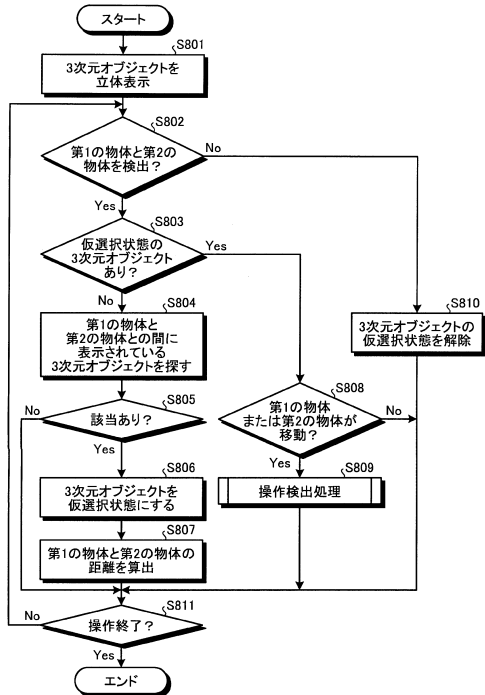 スタート
S801
3次元オブジェクトを
立体表示
S802
第1の物体と第2の
物体を検出？
No
Yes
S803
仮選択状態の
3次元オブジェクト
あり？
Yes
No
S804
第1の物体と
第2の物体との間に
表示されている
3次元オブジェクトを探す
S810
3次元オブジェクトの
仮選択状態を解除
S805
該当あり？
No
Yes
S808
第1の物体
または第2の物体が
移動？
No
Yes
S806
3次元オブジェクトを
仮選択状態にする
S809
操作検出処理
S807
第1の物体と第2の物体の
距離を算出
S811
操作終了？
No
Yes
エンド